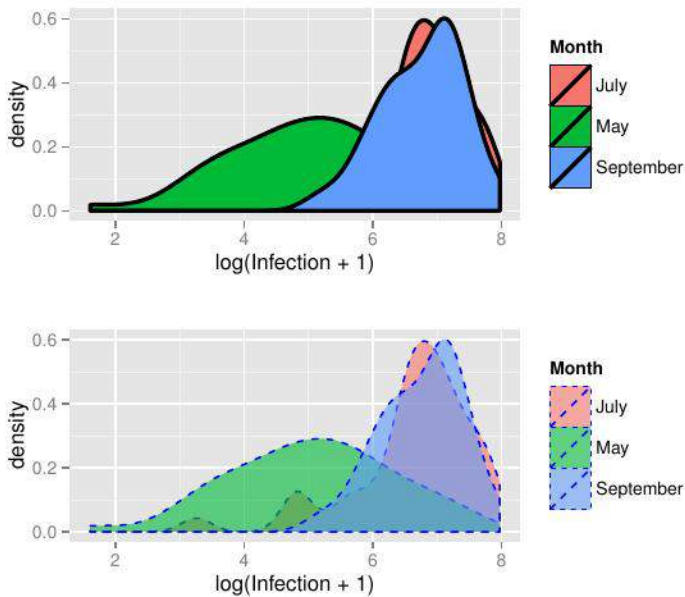 0.6
0.4
0.2
0.0
density
2 4 6 8
log(Infection + 1)
Month
July
May
September
0.6
0.4
0.2
0.0
density
2 4 6 8
log(Infection + 1)
Month
July
May
September